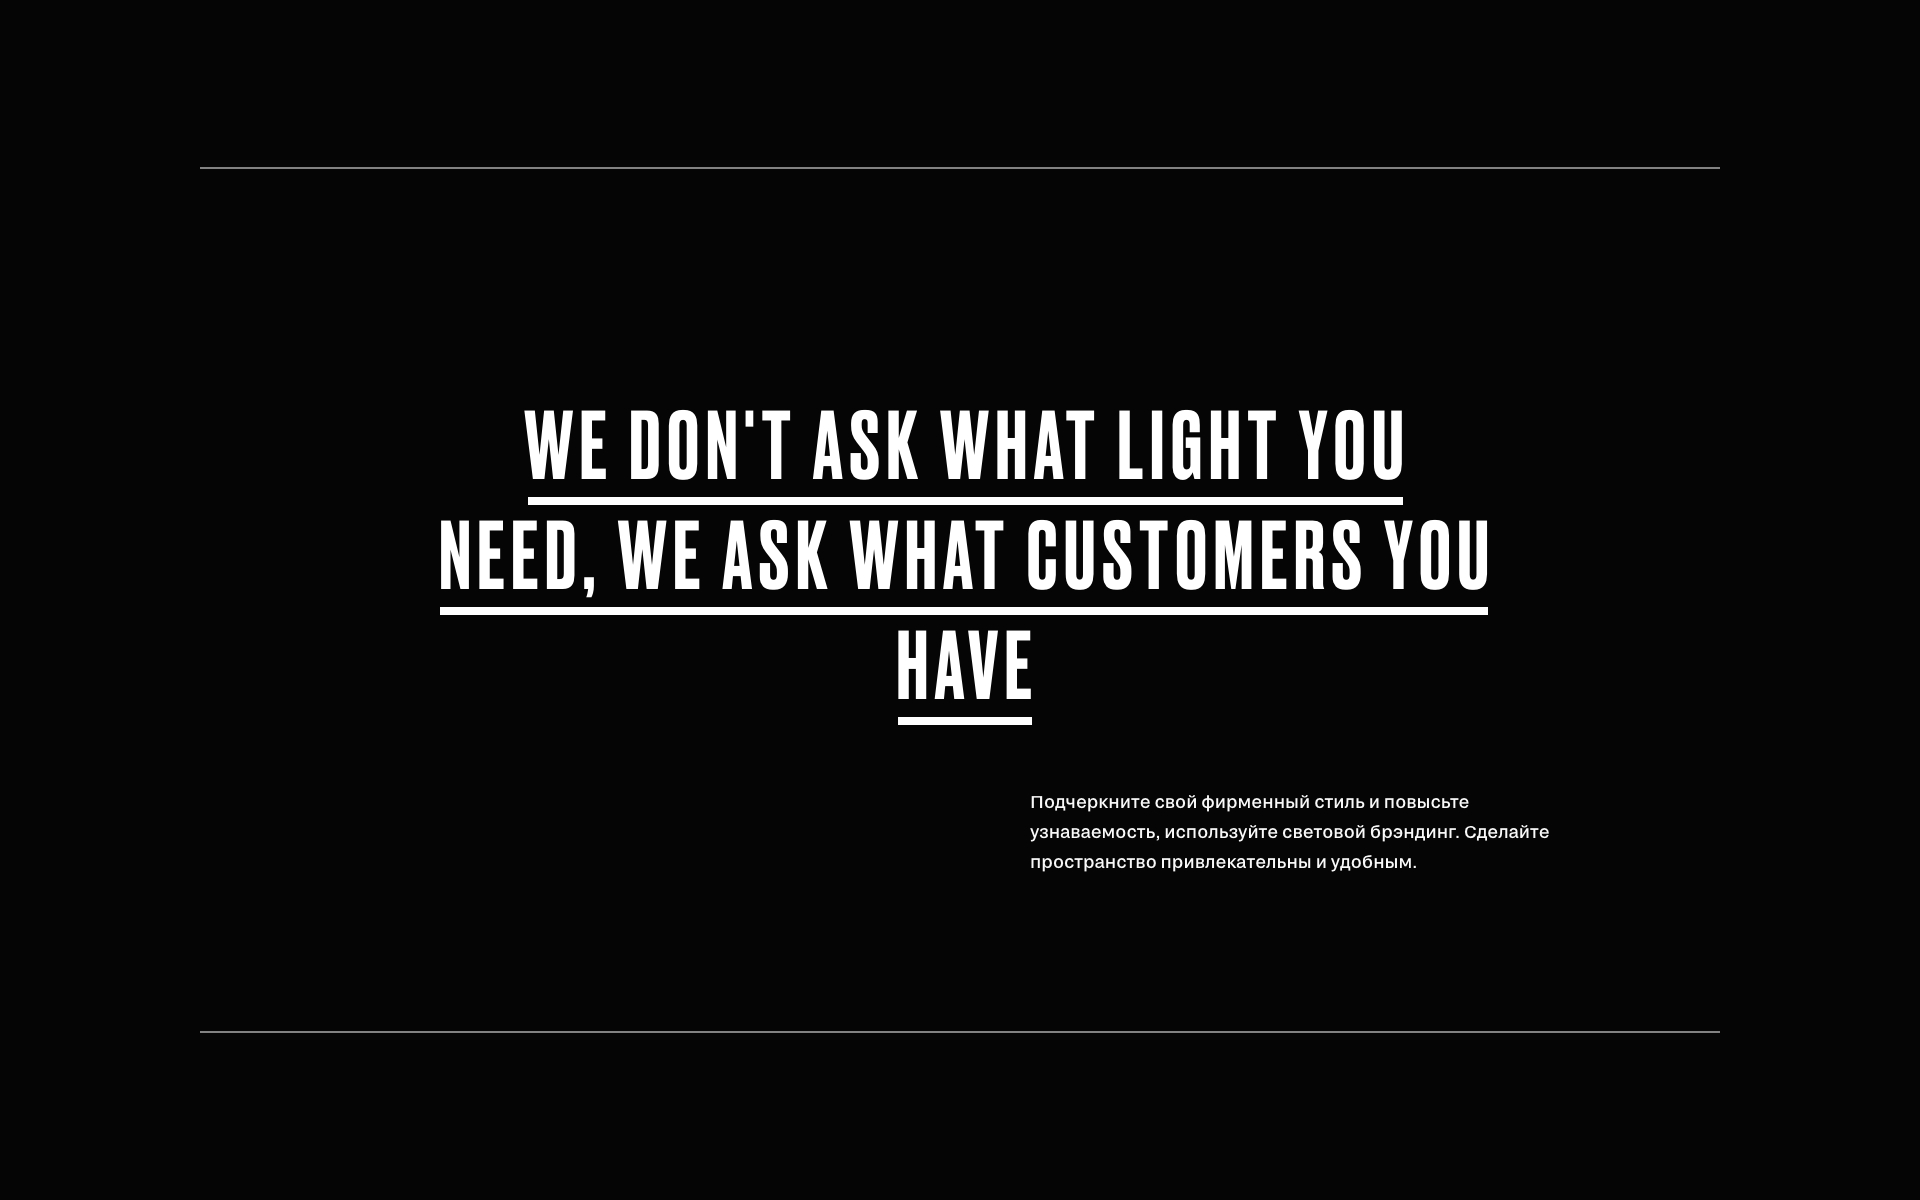 WE DON'T ASK WHAT LIGHT YOU
NEED, WE ASK WHAT CUSTOMERS YOU
HAVE
Подчеркните свой фирменный стиль и повысьте
узнаваемость, используйте световой брэндинг. Сделайте
пространство привлекательны и удобным.